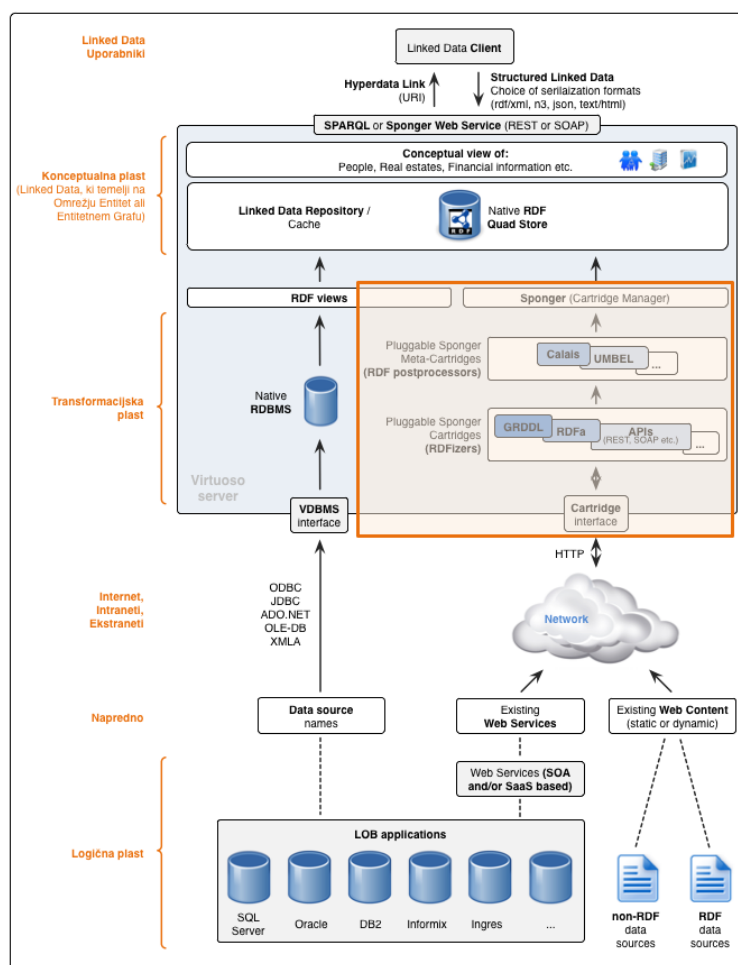 Linked Data
Uporabniki
Linked Data Client
Hyperdata Link
(URI)
Structured Linked Data
Choice of serilaization formats
(rdf/xml, n3, json, text/html)
SPARQL or Sponger Web Service (REST or SOAP)
Konceptualna plast
(Linked Data, ki temelji na
Omrežju Entitet ali
Entitetnem Grafu)
Conceptual view of:
People, Real estates, Financial information etc.
Linked Data Repository /
Cache
RDF
Native RDF
Quad Store
RDF views
Sponger (Cartridge Manager)
Transformacijska
plast
Native
RDBMS
Pluggable Sponger
Meta-Cartridges
(RDF postprocessors)
Calais
UMBEL
...
Pluggable Sponger
Cartridges
(RDFizers)
GRDDL
RDFa
APIs
(REST, SOAP etc.)
...
Virtuoso
server
VDBMS
interface
Cartridge
interface
HTTP
Internet,
Intraneti,
Ekstraneti
ODBC
JDBC
ADO.NET
OLE-DB
XMLA
Network
Napredno
Data source
names
Existing
Web Services
Existing Web Content
(static or dynamic)
Web Services (SOA
and/or SaaS based)
Logična plast
LOB applications
SQL
Server
Oracle
DB2
Informix
Ingres
...
non-RDF
data
sources
RDF
data
sources